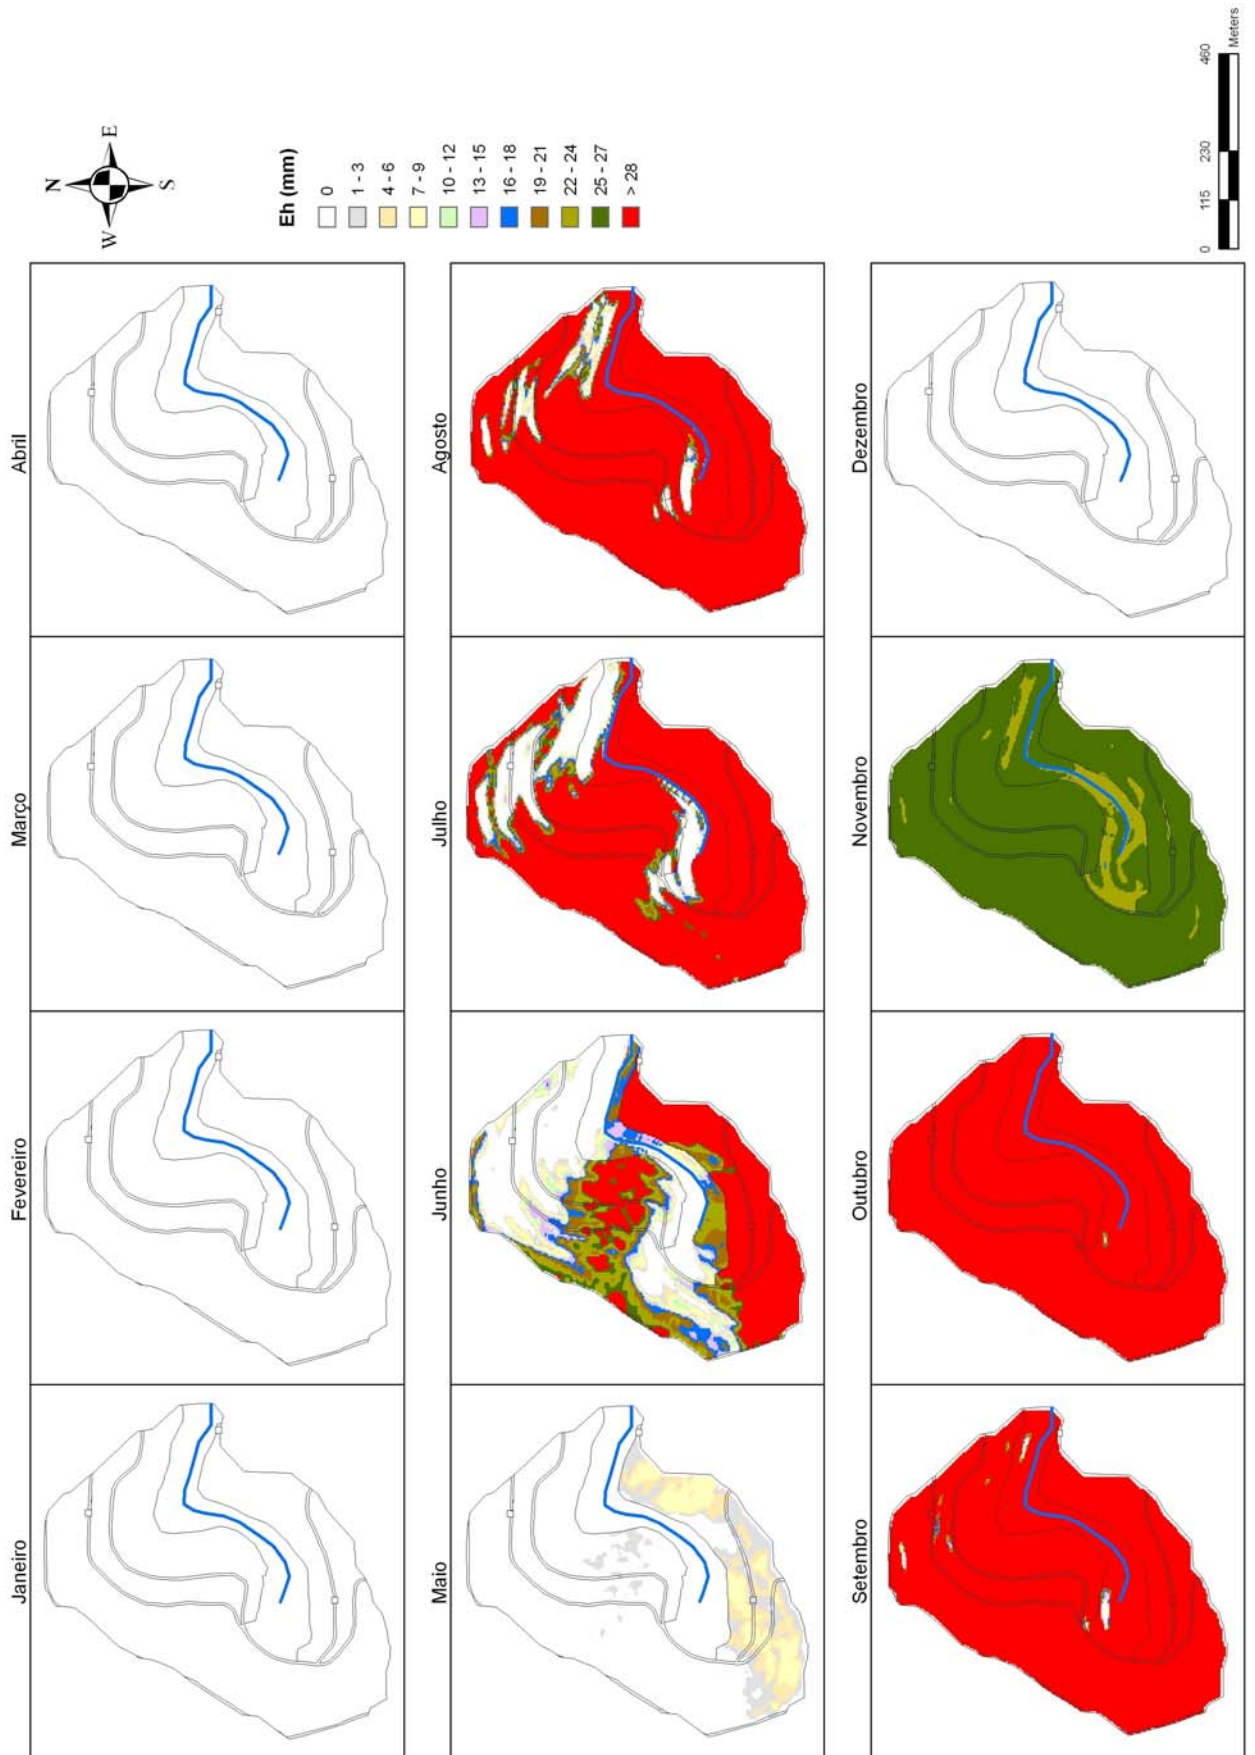 Janeiro
Fevereiro
Março
Abril
N
W
E
S
Maio
Junho
Julho
Agosto
Eh (mm)
0
1 - 3
4 - 6
7 - 9
10 - 12
13 - 15
16 - 18
19 - 21
22 - 24
25 - 27
> 28
Setembro
Outubro
Novembro
Dezembro
0 115 230 460
Meters